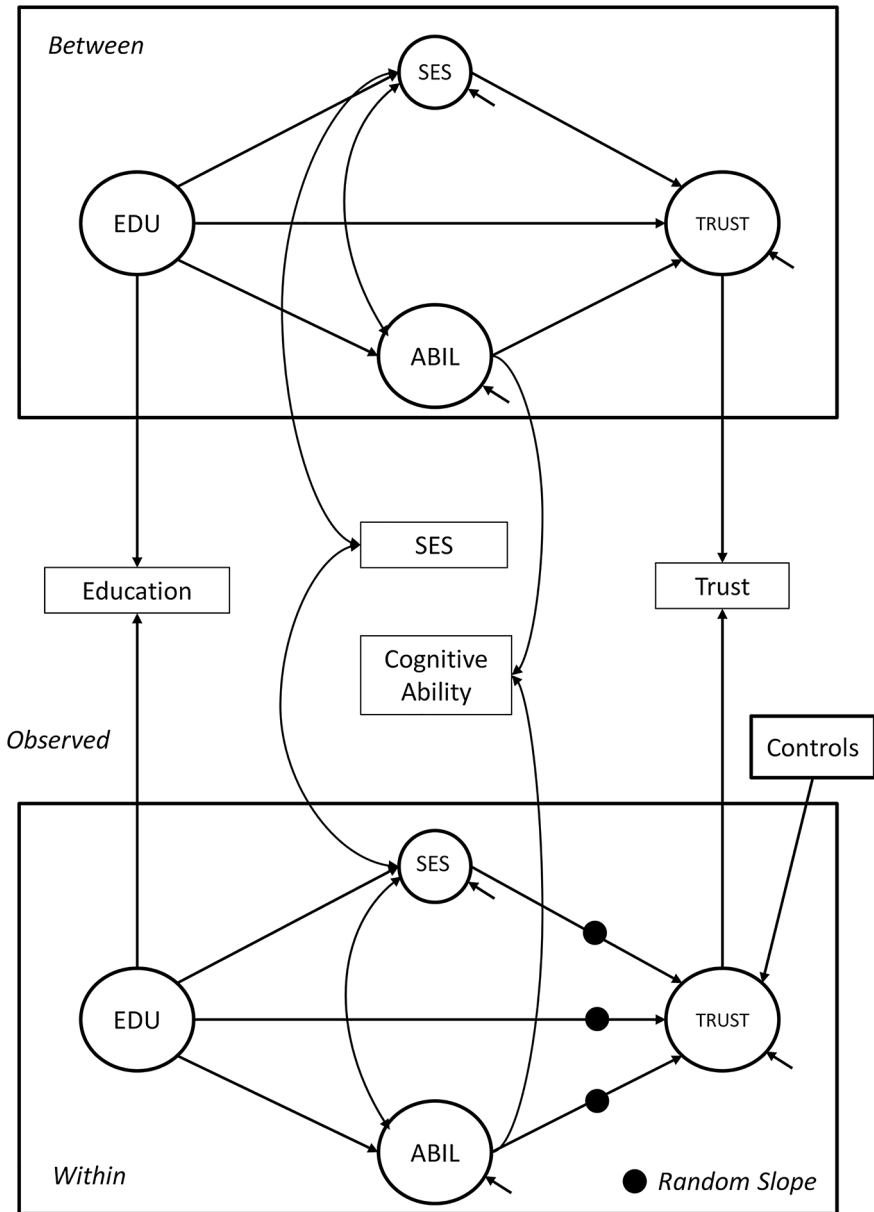 Between
SES
EDU
TRUST
ABIL
SES
Education
Trust
Cognitive
Ability
Observed
Controls
SES
EDU
TRUST
ABIL
Within
Random Slope